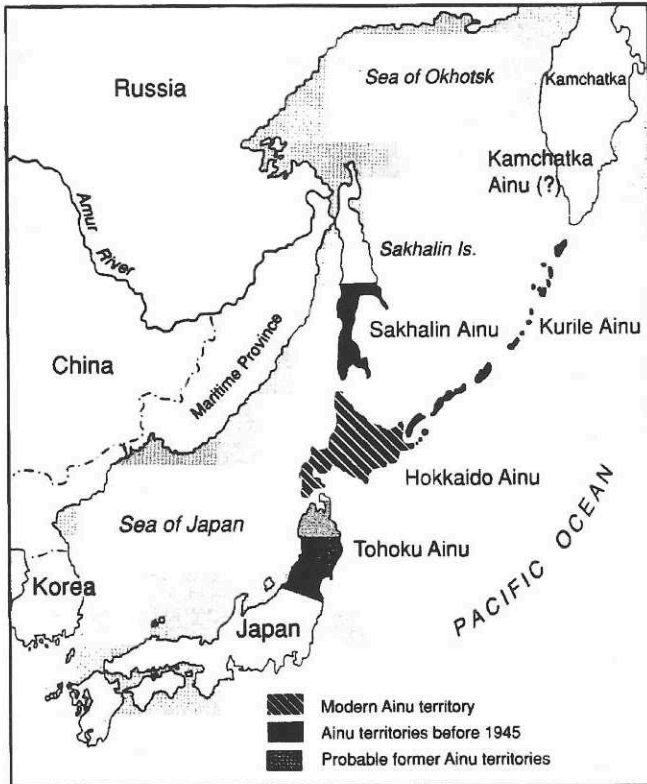 Russia
Sea of Okhotsk
Kamchatka
Kamchatka
Ainu (?)
Amur
River
Sakhalin Is.
Sakhalin Ainu
Kurile Ainu
China
Maritime Province
Hokkaido Ainu
Sea of Japan
Tohoku Ainu
Korea
Japan
PACIFIC OCEAN
Modern Ainu territory
Ainu territories before 1945
Probable former Ainu territories